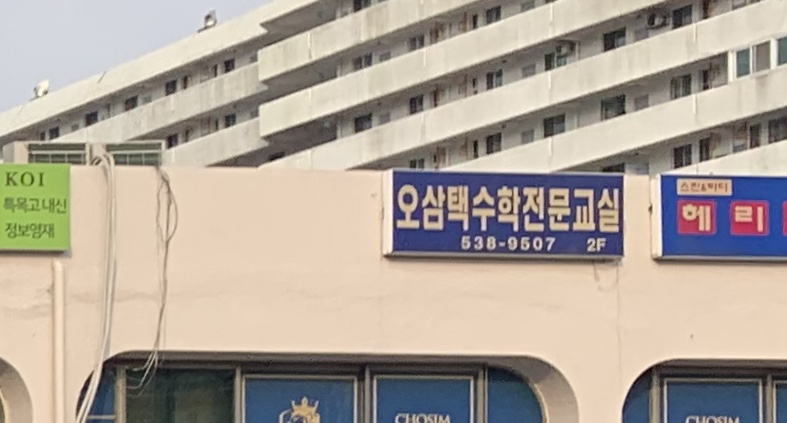 KOI
특목고 내신
정보영재
오삼택수학전문교실
538-9507 2F
스킨&바디
헤리
CHOSIM
CHOSIM